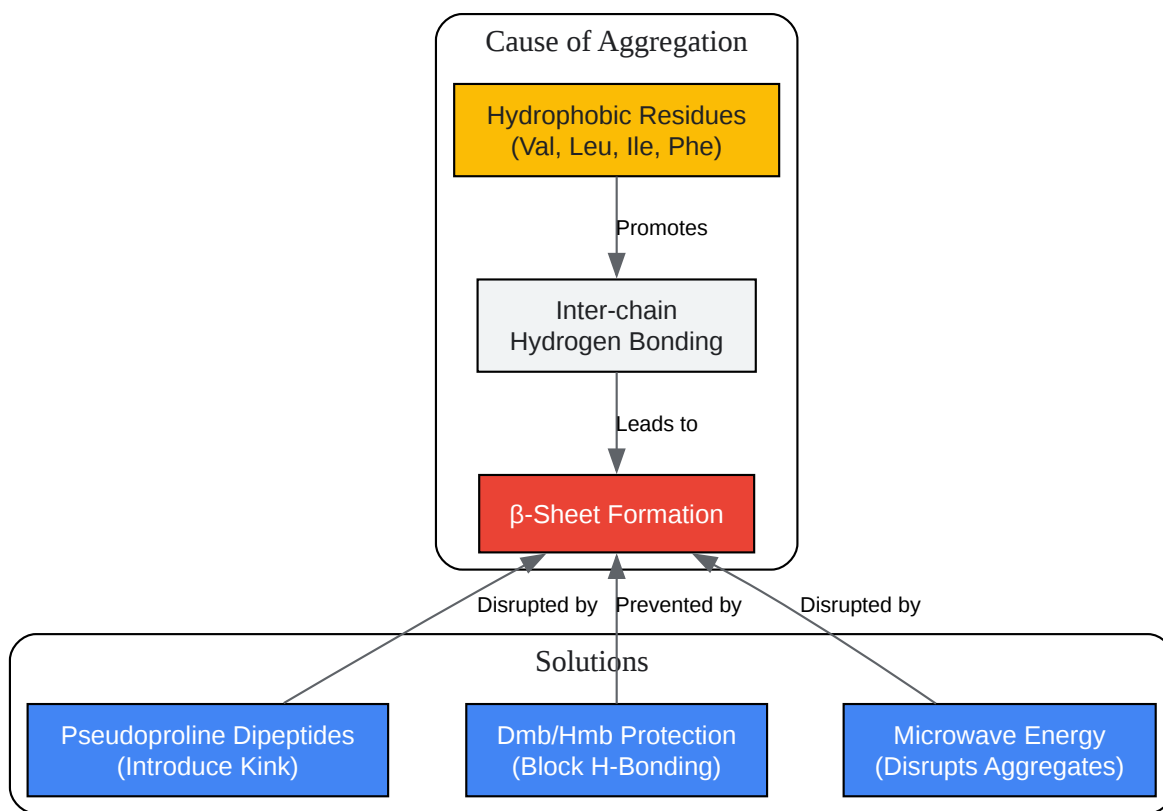 Cause of Aggregation
Hydrophobic Residues
(Val, Leu, Ile, Phe)
Promotes
Inter-chain
Hydrogen Bonding
Leads to
β-Sheet Formation
Disrupted by
Prevented by
Disrupted by
Solutions
Pseudoproline Dipeptides
(Introduce Kink)
Dmb/Hmb Protection
(Block H-Bonding)
Microwave Energy
(Disrupts Aggregates)